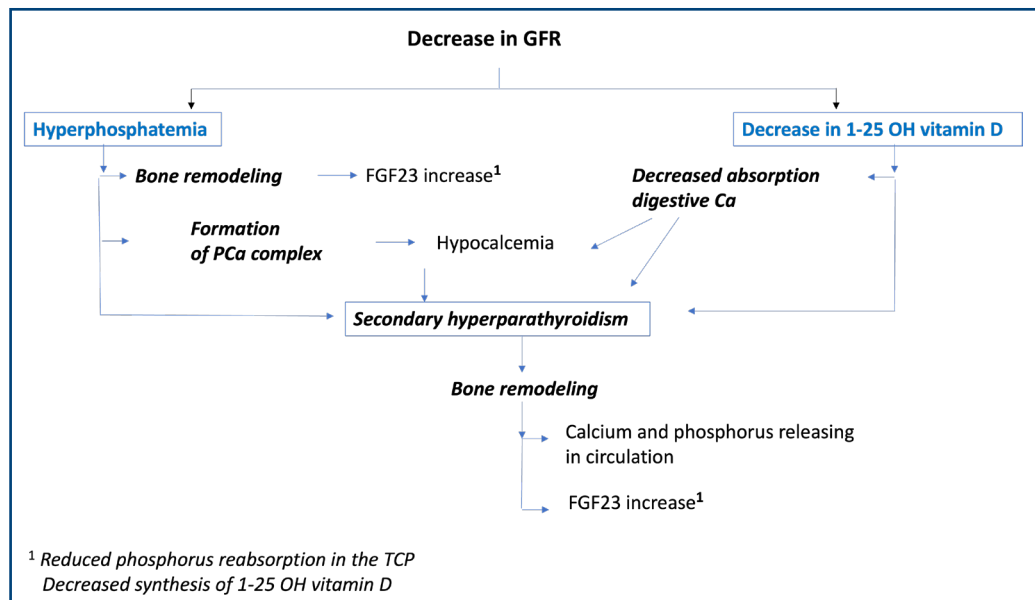 Decrease in GFR
Hyperphosphatemia
Decrease in 1-25 OH vitamin D
Bone remodeling
FGF23 increase¹
Decreased absorption
digestive Ca
Formation
of PCa complex
Hypocalcemia
Secondary hyperparathyroidism
Bone remodeling
Calcium and phosphorus releasing
in circulation
FGF23 increase¹
¹ Reduced phosphorus reabsorption in the TCP
Decreased synthesis of 1-25 OH vitamin D